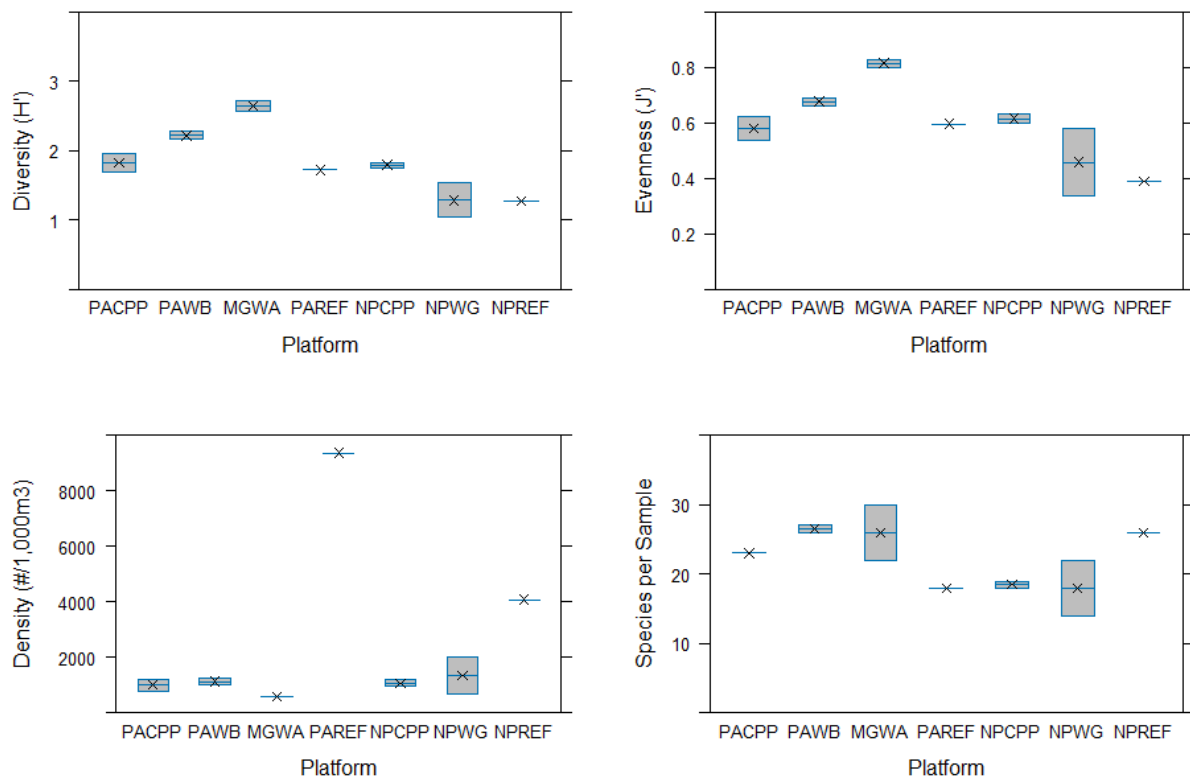 Diversity (H')
3
2
1
PACPP PAWB MGWA PAREF NPCPP NPWG NPREF
Platform
Evenness (J')
0.8
0.6
0.4
0.2
PACPP PAWB MGWA PAREF NPCPP NPWG NPREF
Platform
Density (#/1,000m3)
8000
6000
4000
2000
PACPP PAWB MGWA PAREF NPCPP NPWG NPREF
Platform
Species per Sample
30
20
10
PACPP PAWB MGWA PAREF NPCPP NPWG NPREF
Platform